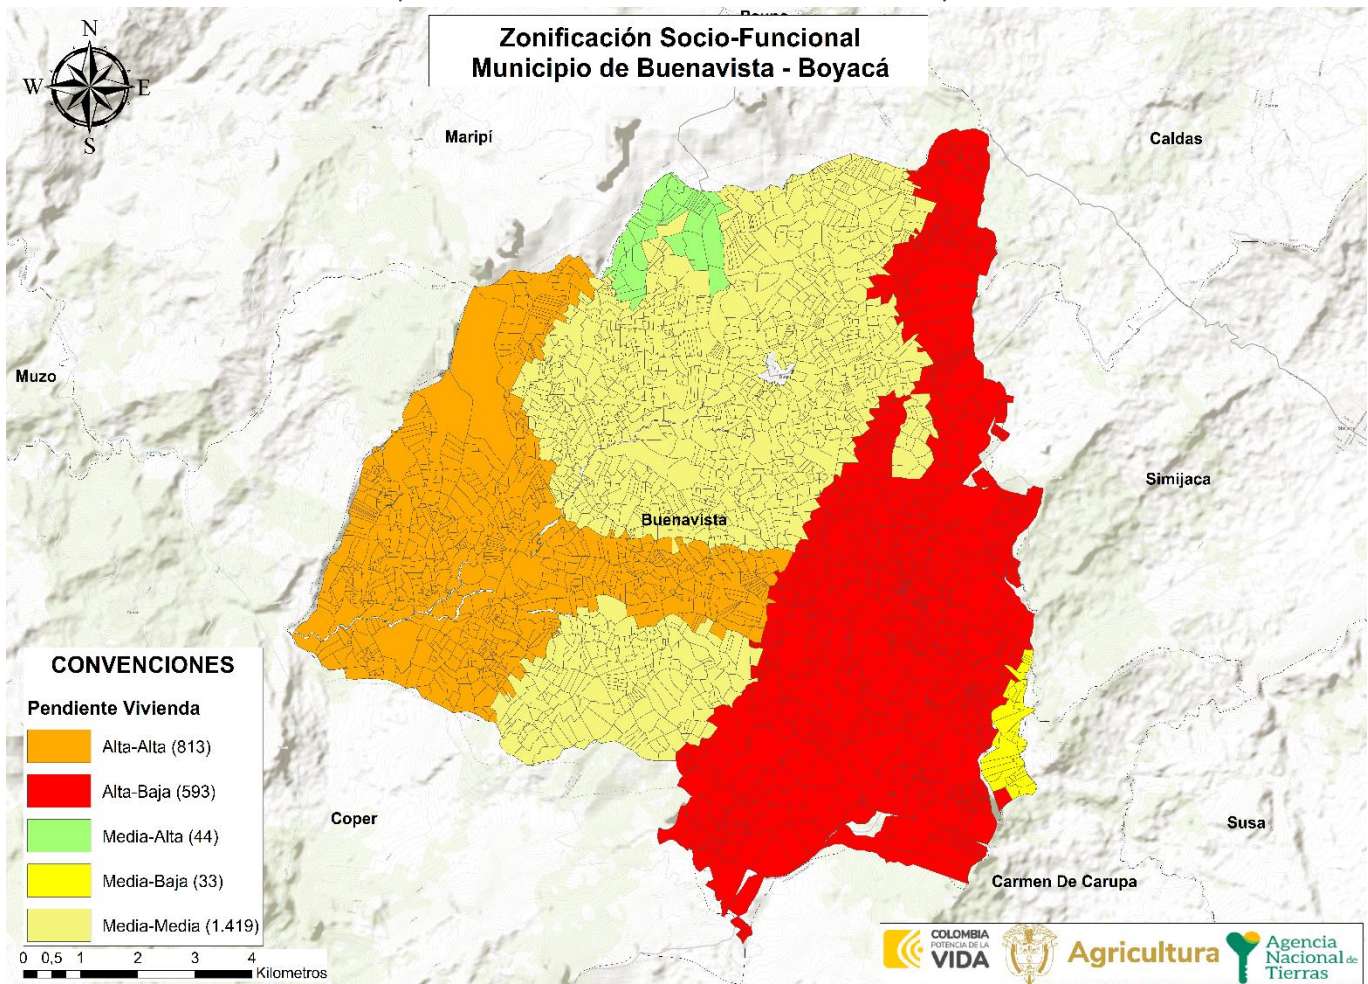 Zonificación Socio-Funcional
Municipio de Buenavista - Boyacá
N
W
E
S
Maripí
Caldas
Muzo
Simijaca
Buenavista
Coper
Susa
Carmen De Carupa
CONVENCIONES
Pendiente Vivienda
Alta-Alta (813)
Alta-Baja (593)
Media-Alta (44)
Media-Baja (33)
Media-Media (1.419)
0 0,5 1 2 3 4
Kilometros
COLOMBIA
POTENCIA DE LA
VIDA
Agricultura
Agencia
Nacional de
Tierras